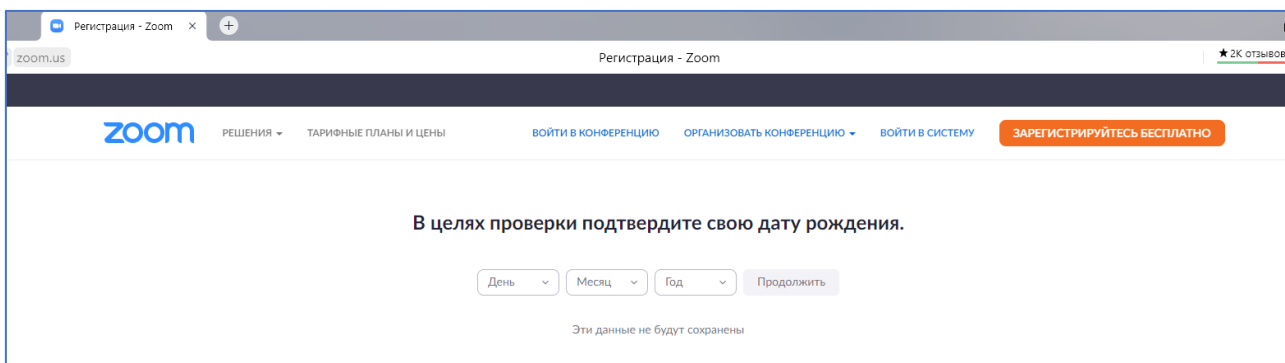 Регистрация - Zoom
zoom.us
Регистрация - Zoom
★ 2К отзывов
zoom
РЕШЕНИЯ
ТАРИФНЫЕ ПЛАНЫ И ЦЕНЫ
ВОЙТИ В КОНФЕРЕНЦИЮ
ОРГАНИЗОВАТЬ КОНФЕРЕНЦИЮ
ВОЙТИ В СИСТЕМУ
ЗАРЕГИСТРИРУЙТЕСЬ БЕСПЛАТНО
В целях проверки подтвердите свою дату рождения.
День
Месяц
Год
Продолжить
Эти данные не будут сохранены